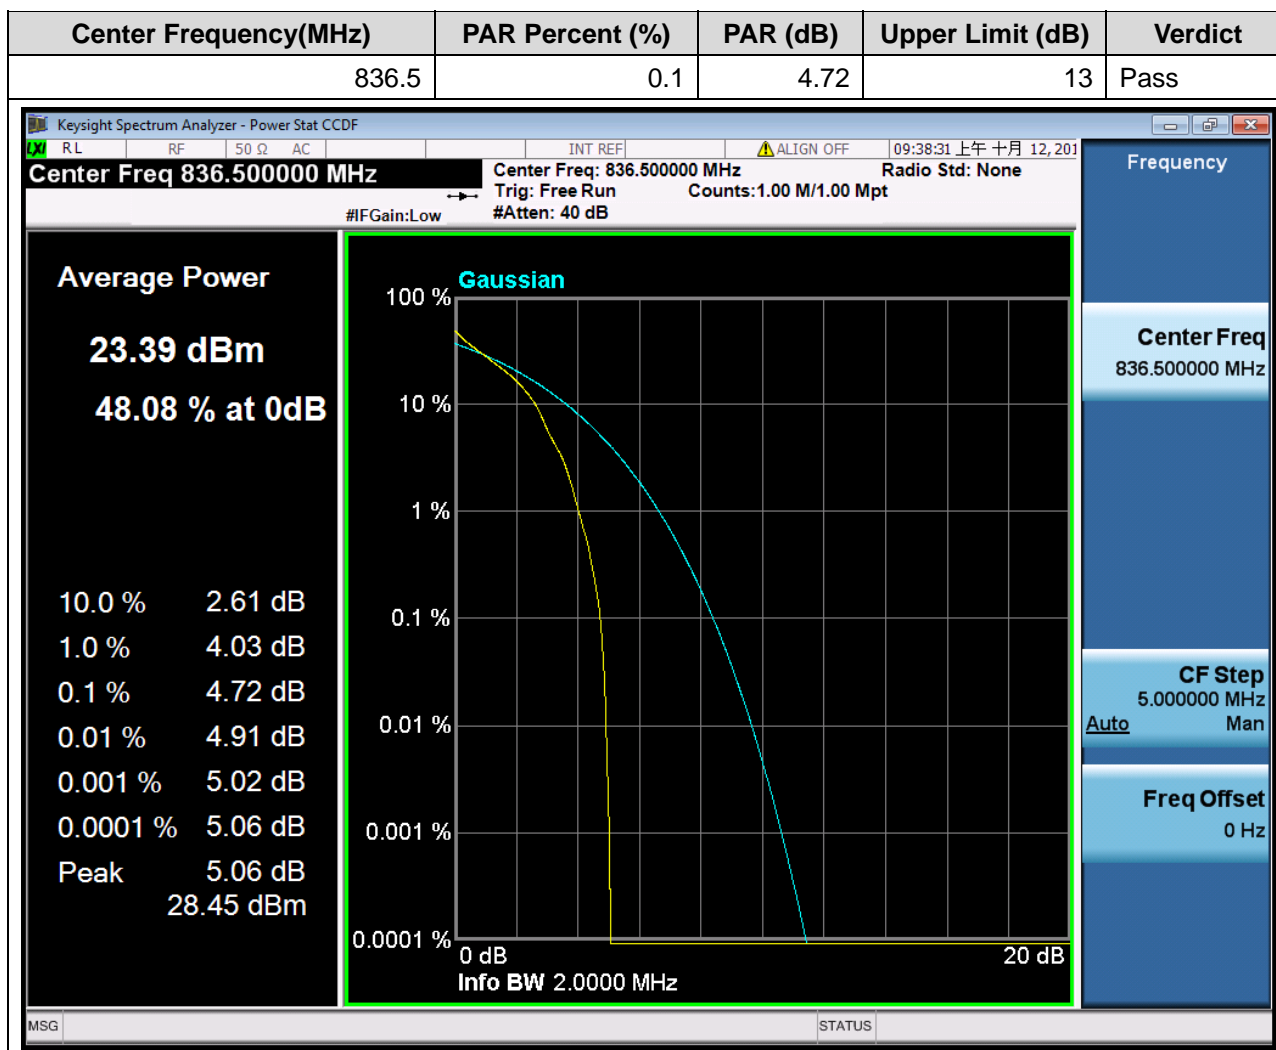 Center Frequency(MHz) PAR Percent (%) PAR (dB) Upper Limit (dB) Verdict
836.5 0.1 4.72 13 Pass
Keysight Spectrum Analyzer - Power Stat CCDF
LXI RL RF 50 Ω AC INT REF ALIGN OFF 09:38:31 上午 十月 12, 201
Center Freq 836.500000 MHz
Center Freq: 836.500000 MHz Radio Std: None
Trig: Free Run Counts:1.00 M/1.00 Mpt
#IFGain:Low #Atten: 40 dB
Average Power
23.39 dBm
48.08 % at 0dB
10.0 % 2.61 dB
1.0 % 4.03 dB
0.1 % 4.72 dB
0.01 % 4.91 dB
0.001 % 5.02 dB
0.0001 % 5.06 dB
Peak 5.06 dB
28.45 dBm
Gaussian
100 %
10 %
1 %
0.1 %
0.01 %
0.001 %
0.0001 %
0 dB 20 dB
Info BW 2.0000 MHz
Frequency
Center Freq
836.500000 MHz
CF Step
5.000000 MHz
Auto Man
Freq Offset
0 Hz
MSG STATUS